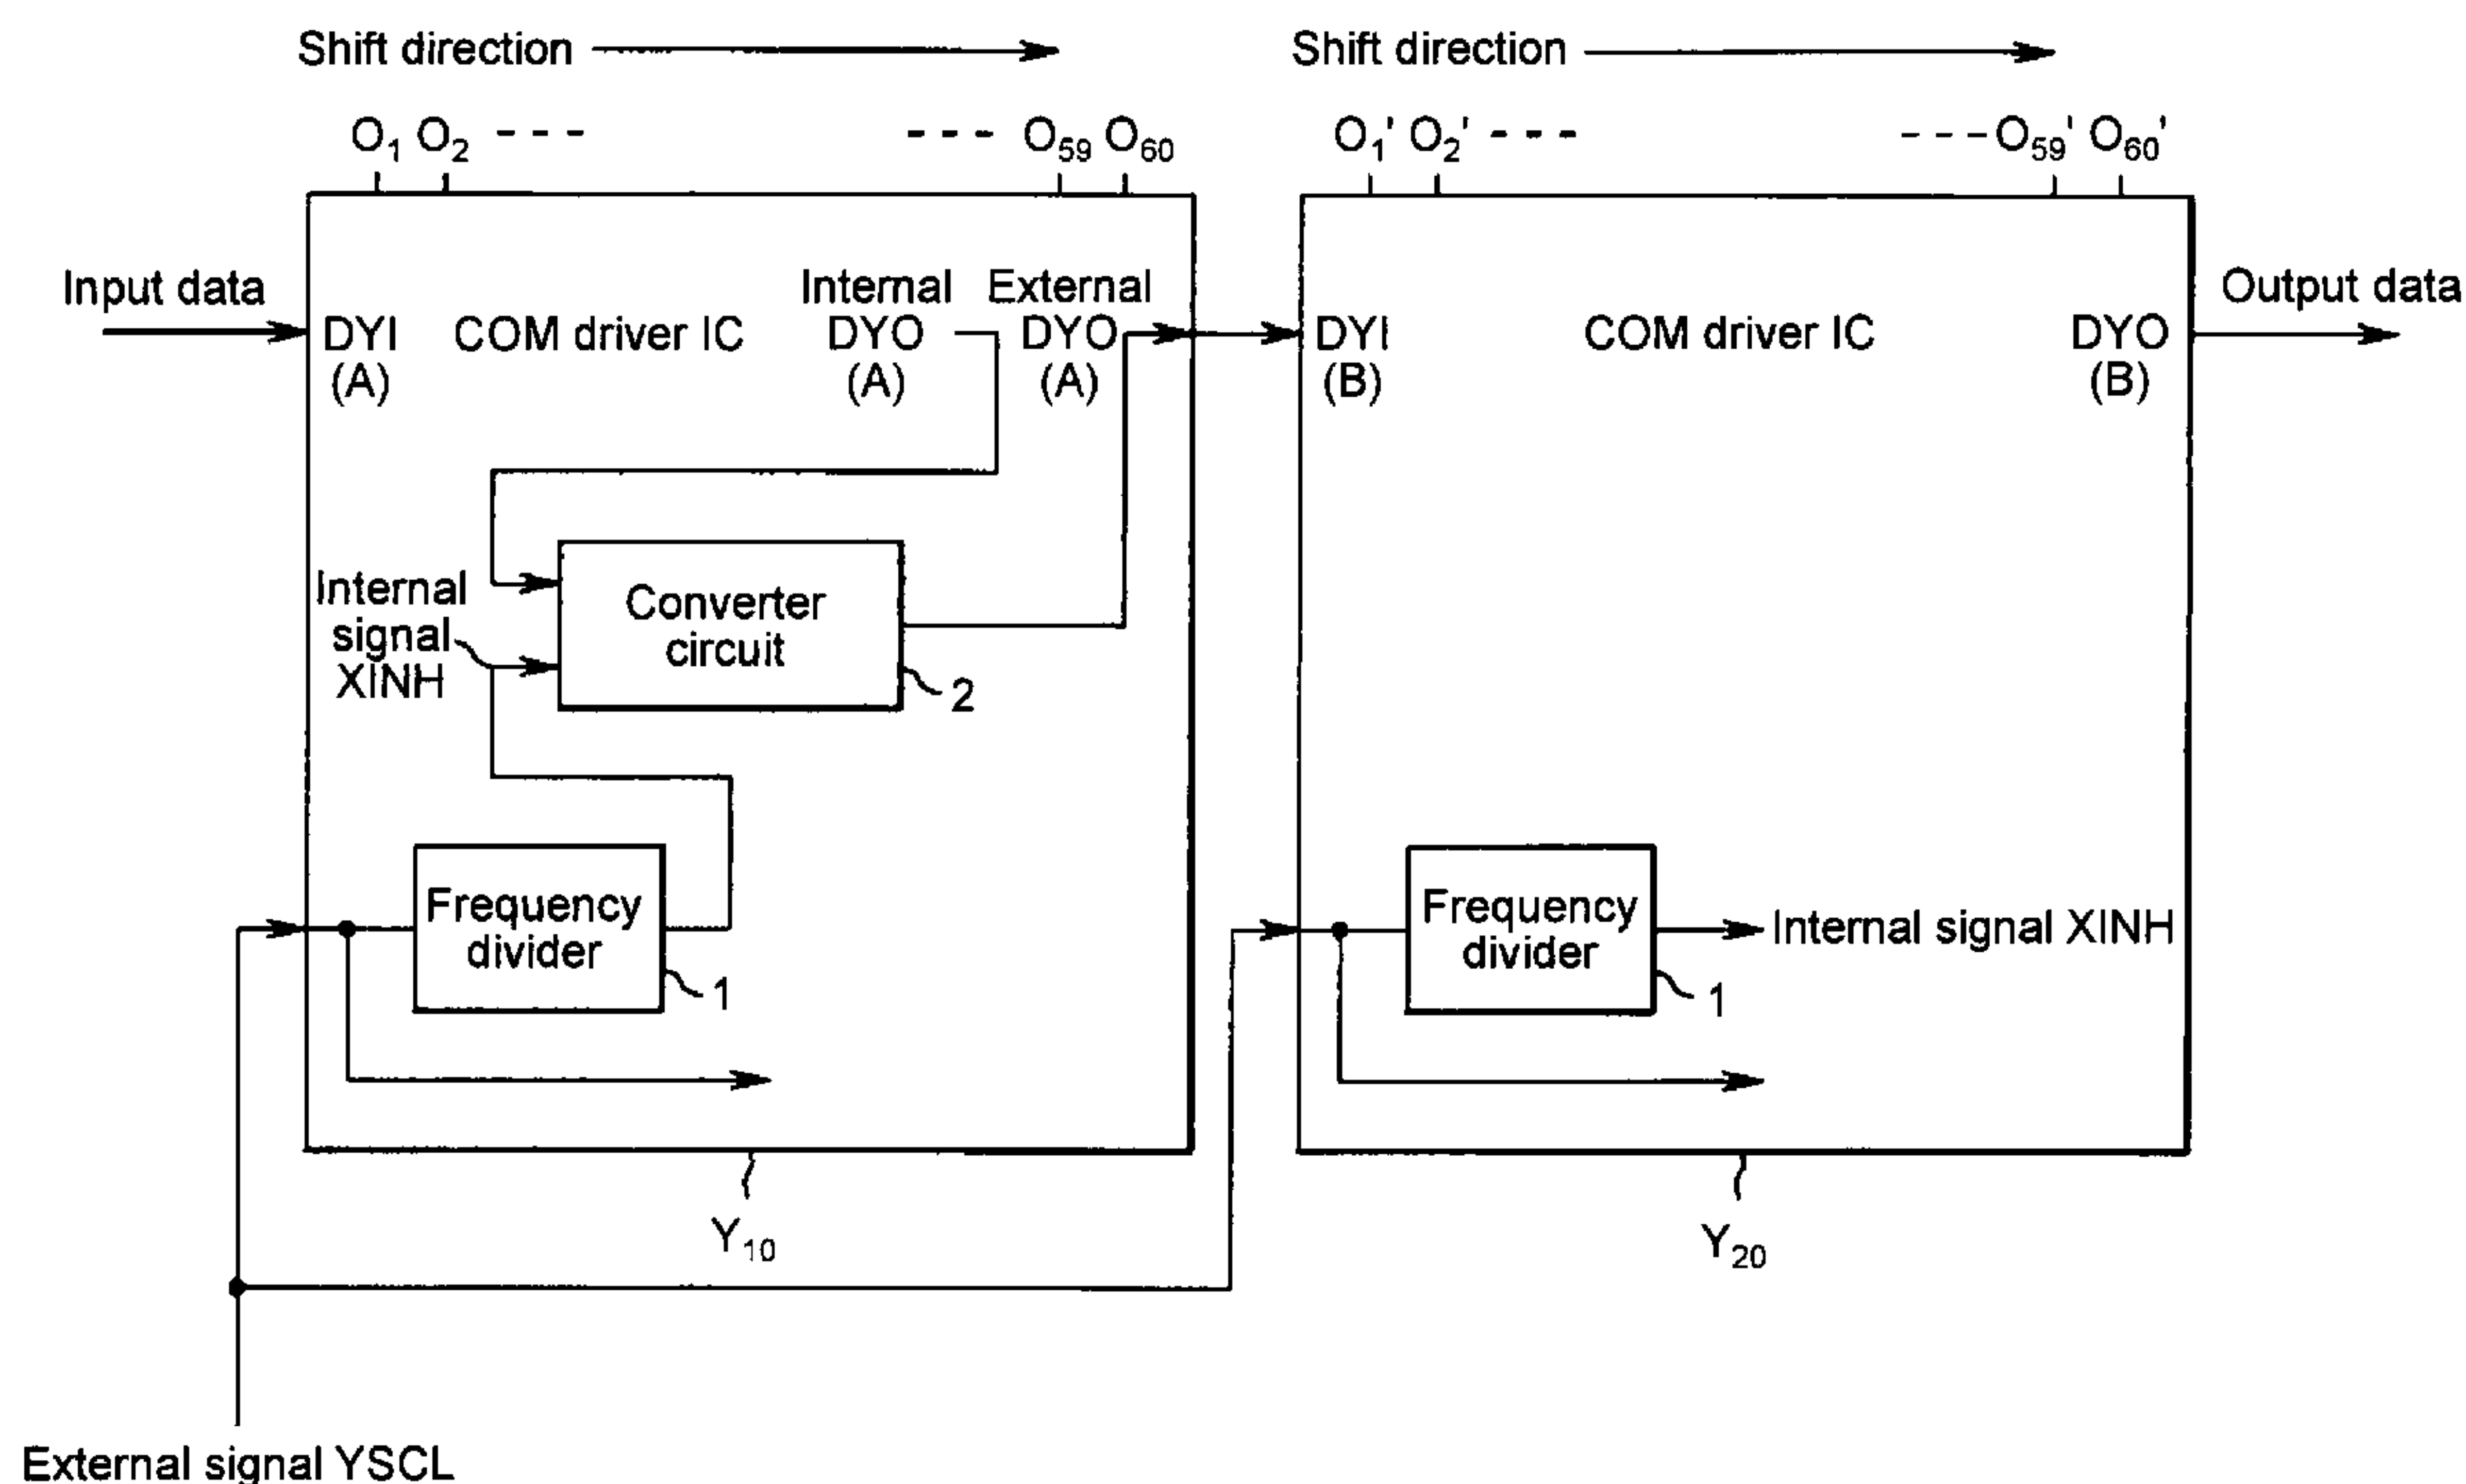 Shift direction
Shift direction
O1 O2 - - - - - - O59 O60
O1' O2' - - - - - - O59' O60'
Input data
DYI
(A)
COM driver IC
Internal
DYO
(A)
External
DYO
(A)
DYI
(B)
COM driver IC
DYO
(B)
Output data
Internal
signal
XINH
Converter
circuit
2
Frequency
divider
1
Frequency
divider
1
Internal signal XINH
Y10
Y20
External signal YSCL